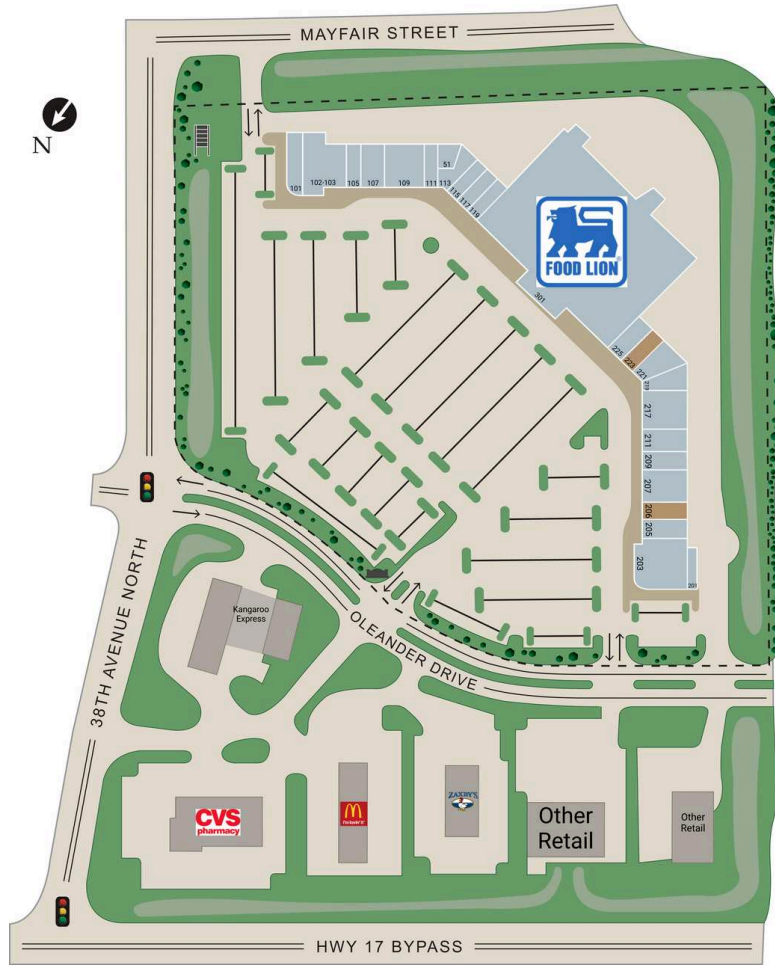 MAYFAIR STREET
N
51
101
102-103
105
107
109
111
113
115
117
119
FOOD LION
301
225
223
221
219
217
211
209
207
206
205
203
201
38TH AVENUE NORTH
Kangaroo
Express
OLEANDER DRIVE
CVS
pharmacy
i'm lovin' it
ZAXBY'S
Other
Retail
Other
Retail
HWY 17 BYPASS